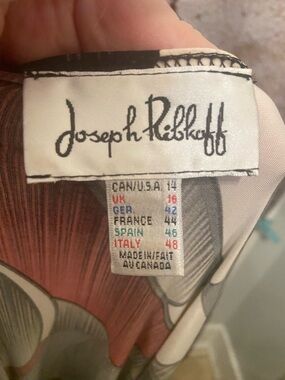 Joseph Ribkoff
CAN/U.S.A. 14
UK 16
GER. 42
FRANCE 44
SPAIN 46
ITALY 48
MADE IN/FAIT
AU CANADA